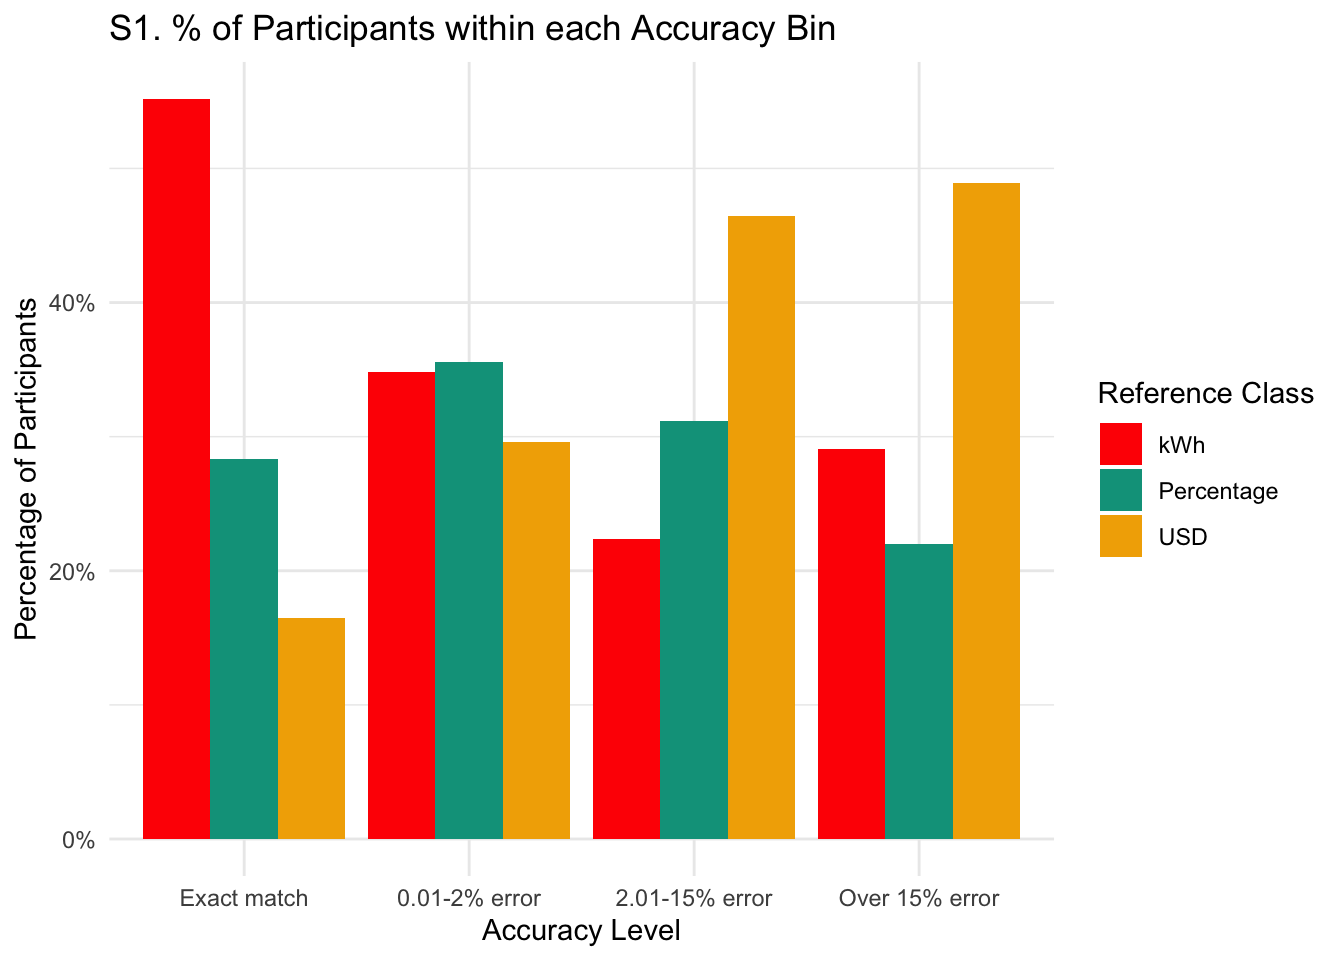 S1. % of Participants within each Accuracy Bin
Percentage of Participants
40%
20%
0%
Exact match
0.01-2% error
2.01-15% error
Over 15% error
Accuracy Level
Reference Class
kWh
Percentage
USD